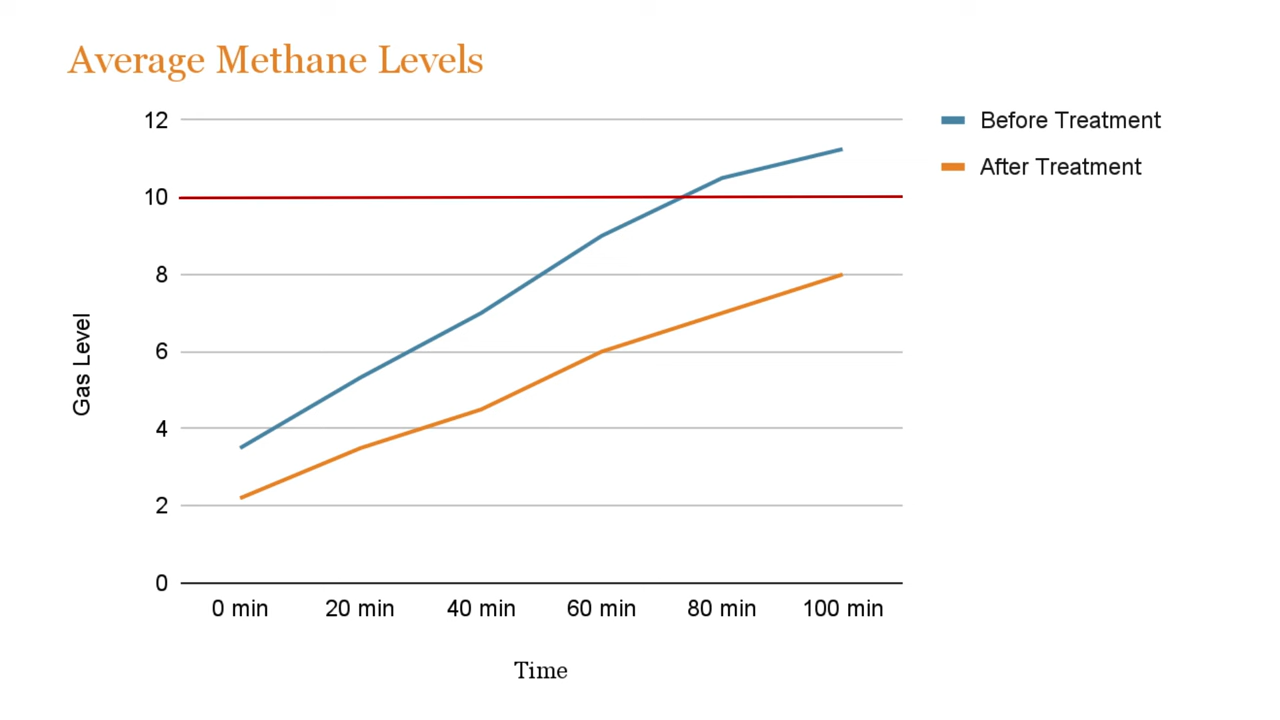 Average Methane Levels
Before Treatment
After Treatment
12
10
8
6
4
2
0
Gas Level
0 min 20 min 40 min 60 min 80 min 100 min
Time